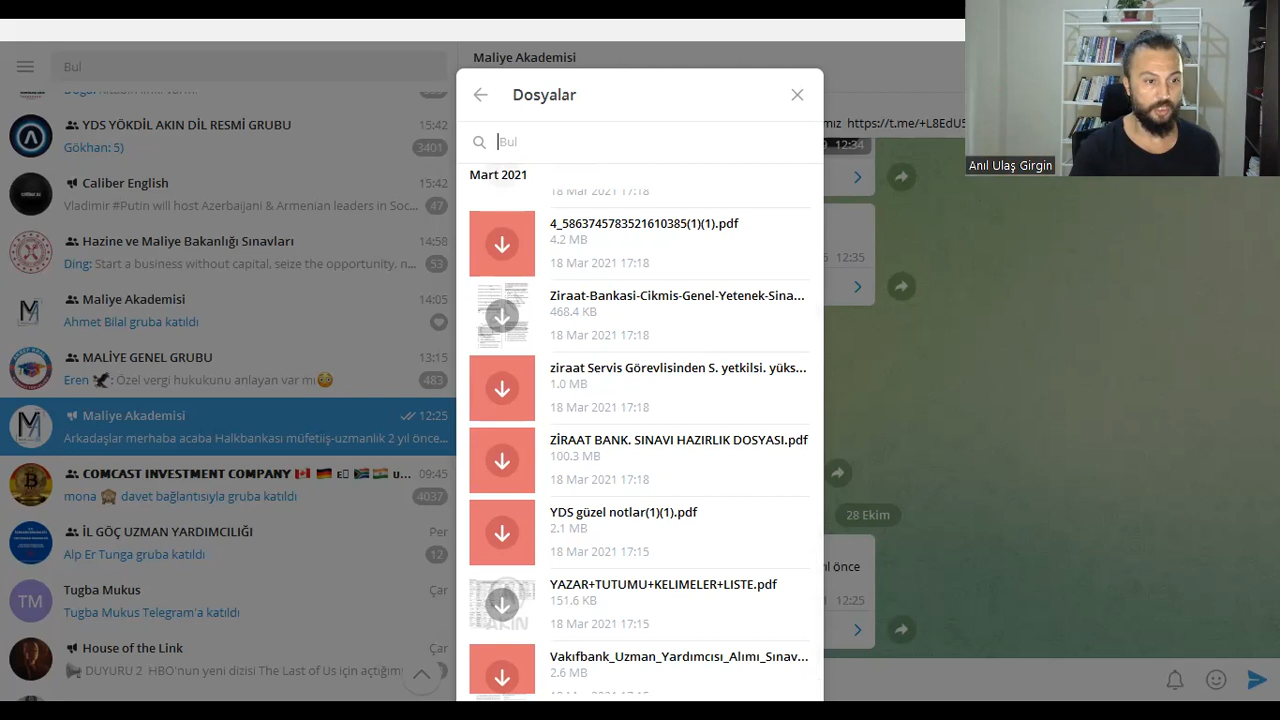 Bul
YDS YÖKDİL AKIN DİL RESMİ GRUBU 15:42
Gökhan: 5) 3401
Caliber English 15:42
Vladimir #Putin will host Azerbaijani & Armenian leaders in Soc... 47
Hazine ve Maliye Bakanlığı Sınavları 14:58
Ding: Start a business without capital, seize the opportunity, n... 53
Maliye Akademisi 14:05
Ahmet Bilal gruba katıldı
MALİYE GENEL GRUBU 13:15
Eren 🦅: Özel vergi hukukunu anlayan var mı😳 483
Maliye Akademisi 12:25
Arkadaşlar merhaba acaba Halkbankası müfetiiş-uzmanlık 2 yıl önce...
COMCAST INVESTMENT COMPANY 09:45
mona 🙊 davet bağlantısıyla gruba katıldı 4037
İL GÖÇ UZMAN YARDIMCILIĞI Per
Alp Er Tunga gruba katıldı 12
TM
Tugba Mukus Çar
Tugba Mukus Telegram'a katıldı
House of the Link Çar
DUYURU 2 HBO'nun yeni dizisi The Last of Us için açtığımı...
Maliye Akademisi
Dosyalar
Bul
Mart 2021
18 Mar 2021 17:18
4_5863745783521610385(1)(1).pdf
4.2 MB
18 Mar 2021 17:18
Ziraat-Bankasi-Cikmis-Genel-Yetenek-Sina...
468.4 KB
18 Mar 2021 17:18
ziraat Servis Görevlisinden S. yetkilsi. yüks...
1.0 MB
18 Mar 2021 17:18
ZİRAAT BANK. SINAVI HAZIRLIK DOSYASI.pdf
100.3 MB
18 Mar 2021 17:18
YDS güzel notlar(1)(1).pdf
2.1 MB
18 Mar 2021 17:15
YAZAR+TUTUMU+KELIMELER+LISTE.pdf
151.6 KB
18 Mar 2021 17:15
Vakıfbank_Uzman_Yardımcısı_Alımı_Sınav...
2.6 MB
https://t.me/+L8EdU5
12:34
12:35
28 Ekim
önce
12:25
Anıl Ulaş Girgin